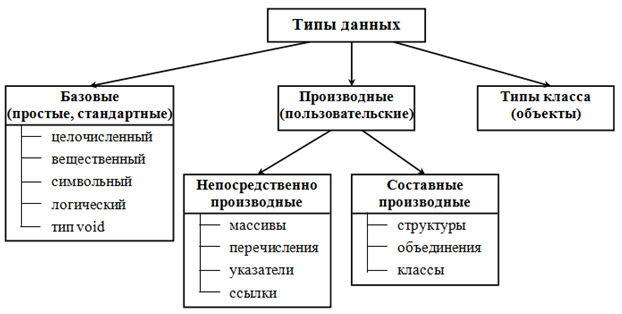 Типы данных
Базовые
(простые, стандартные)
целочисленный
вещественный
символьный
логический
тип void
Производные
(пользовательские)
Типы класса
(объекты)
Непосредственно
производные
массивы
перечисления
указатели
ссылки
Составные
производные
структуры
объединения
классы